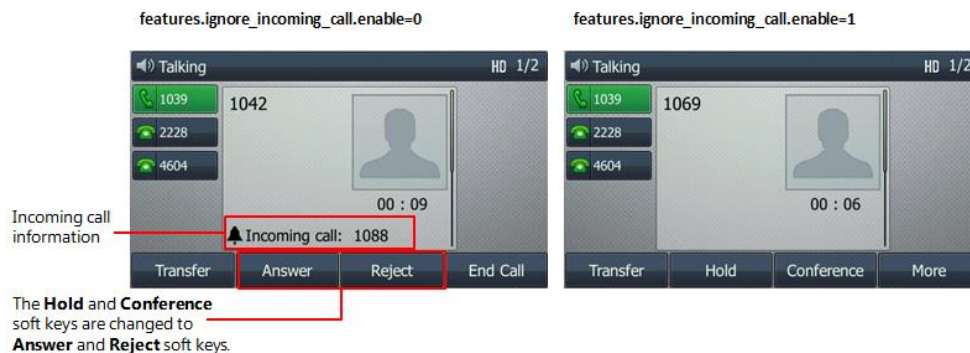 features.ignore_incoming_call.enable=0
features.ignore_incoming_call.enable=1
Talking HD 1/2
1039
2228
4604
1042
00 : 09
Incoming call: 1088
Transfer Answer Reject End Call
Talking HD 1/2
1039
2228
4604
1069
00 : 06
Transfer Hold Conference More
Incoming call
information
The Hold and Conference
soft keys are changed to
Answer and Reject soft keys.